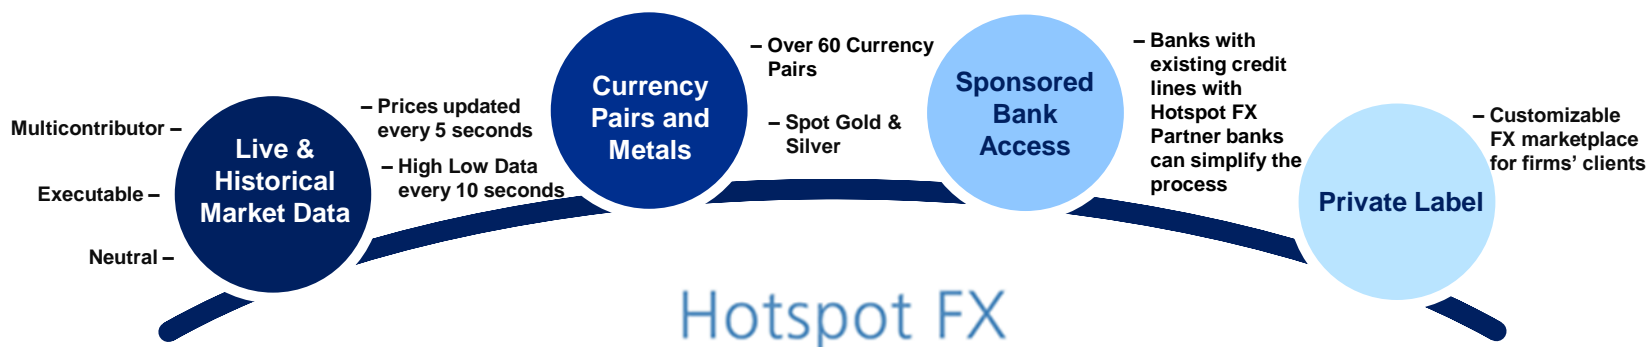 Multicontributor –
Executable –
Neutral –
Live &
Historical
Market Data
– Prices updated
every 5 seconds
– High Low Data
every 10 seconds
Currency
Pairs and
Metals
– Over 60 Currency
Pairs
– Spot Gold &
Silver
Sponsored
Bank
Access
– Banks with
existing credit
lines with
Hotspot FX
Partner banks
can simplify the
process
Private Label
– Customizable
FX marketplace
for firms’ clients
Hotspot FX